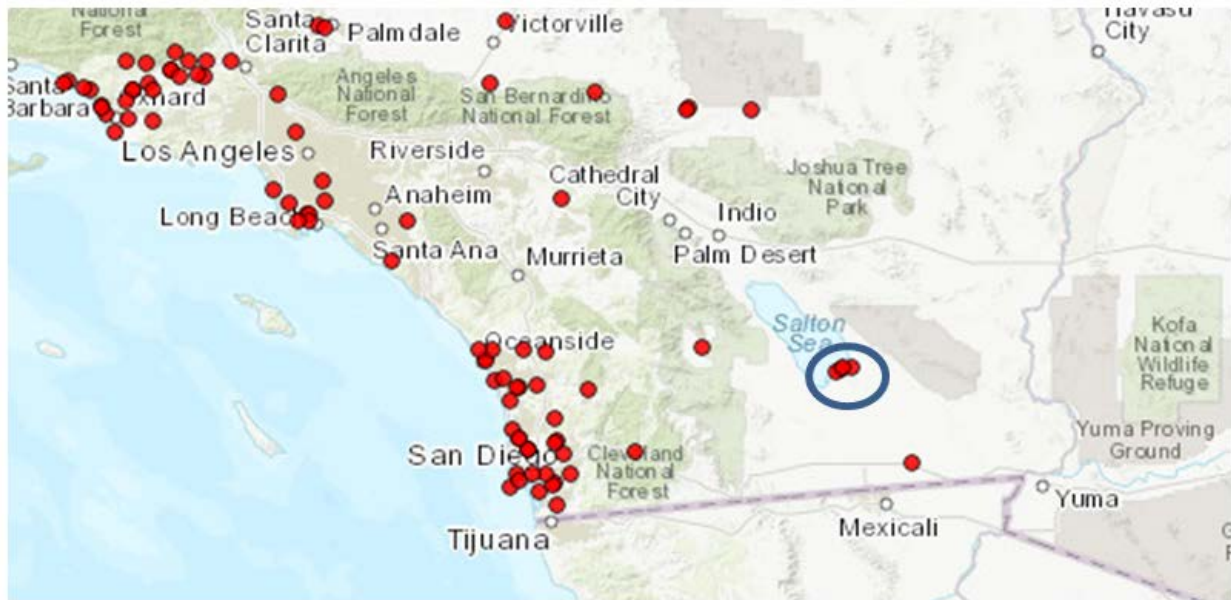 National
Forest
Santa
Clarita
Palmdale
Victorville
Havasu
City
Santa
Barbara
Oxnard
Angeles
National
Forest
San Bernardino
National Forest
Los Angeles
Riverside
Cathedral
City
Joshua Tree
National
Park
Anaheim
Indio
Long Beac
Santa Ana
Murrieta
Palm Desert
Salton
Sea
Kofa
National
Wildlife
Refuge
Oceanside
Yuma Proving
Ground
San Diego
Cleveland
National
Forest
Yuma
Mexicali
Tijuana